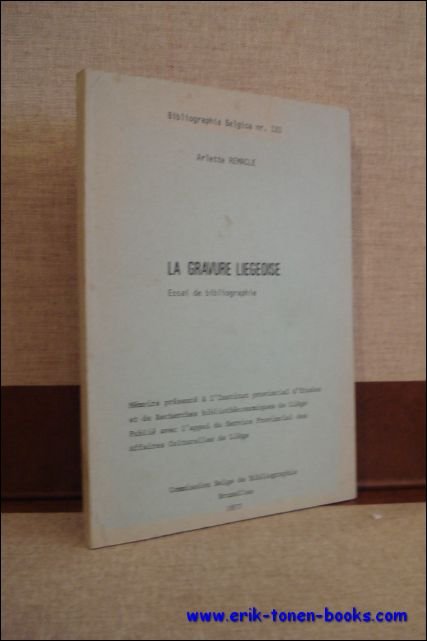 Bibliographia Belgica nr. 120
Arlette REMACLE
LA GRAVURE LIEGEOISE
Essai de bibliographie
Mémoire présenté à l'Institut provincial d'Etudes
et de Recherches bibliothéconomiques de Liège
Publié avec l'appui du Service Provincial des
Affaires Culturelles de Liège
Commission Belge de Bibliographie
Bruxelles
1977
www.erik-tonen-books.com